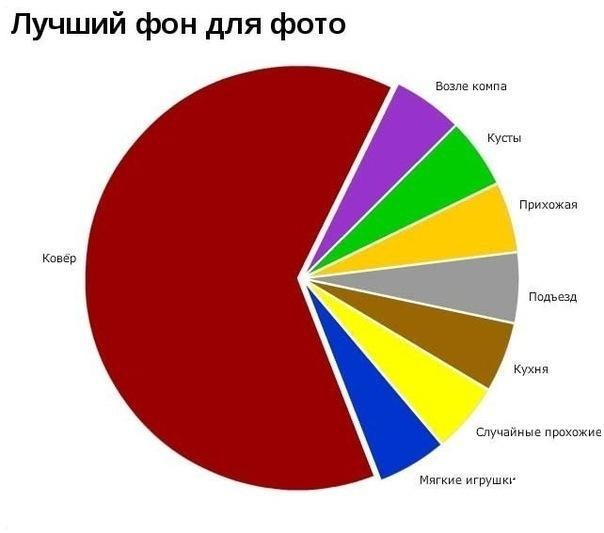 Лучший фон для фото
Возле компа
Кусты
Прихожая
Ковёр
Подъезд
Кухня
Случайные прохожие
Мягкие игрушки